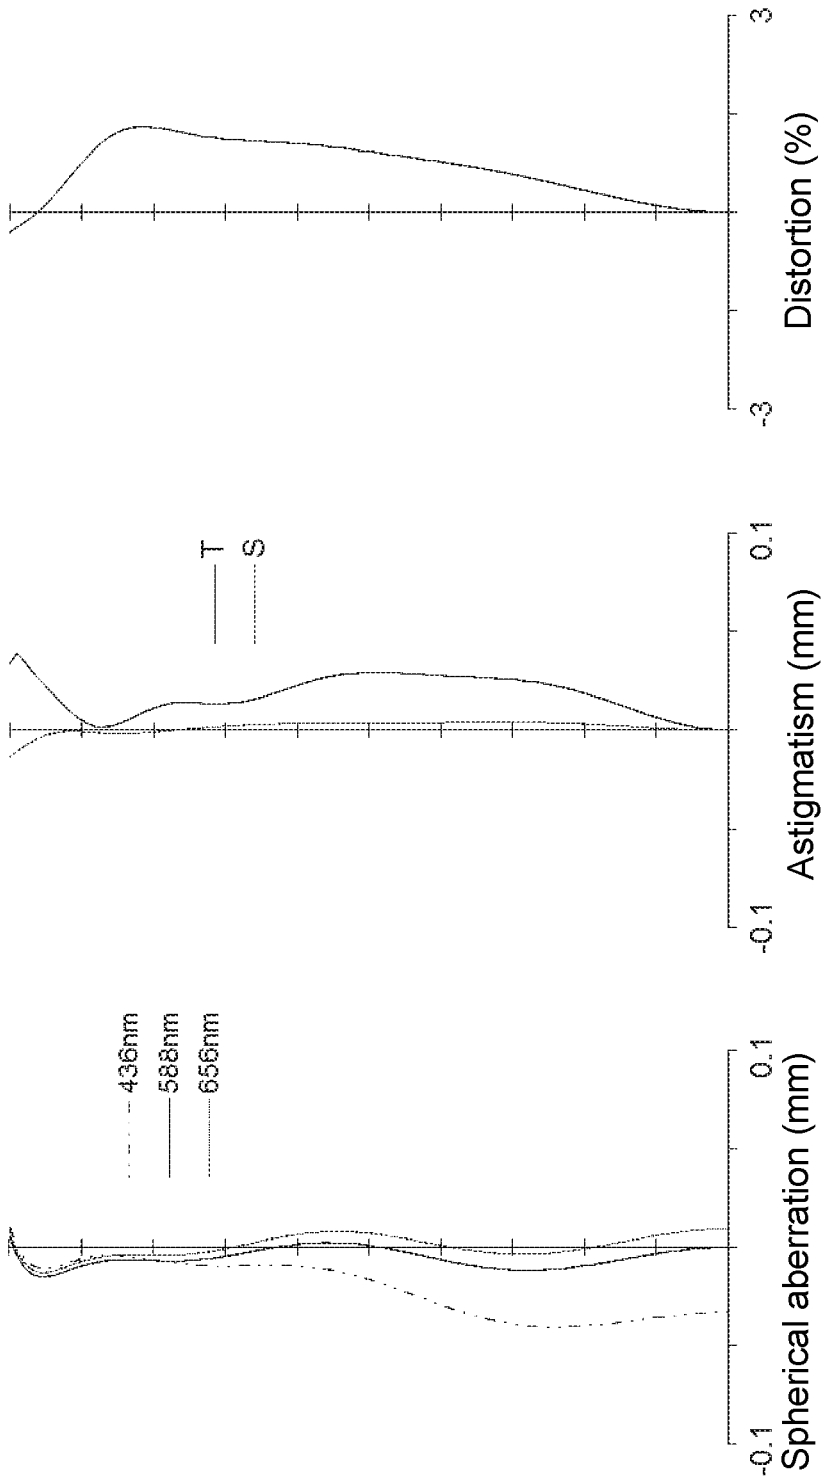 436nm
588nm
656nm
-0.1
0.1
Spherical aberration (mm)
T
S
-0.1
0.1
Astigmatism (mm)
-3
3
Distortion (%)